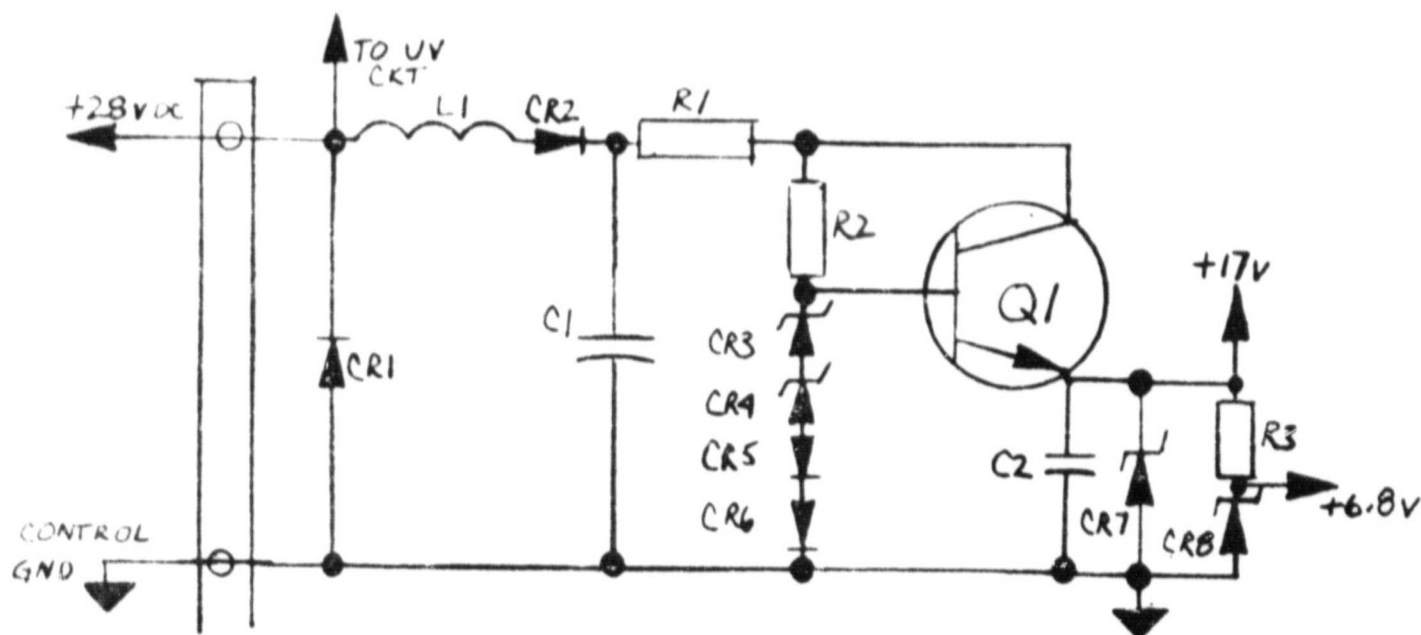 TO UV
CKT
+28VDC
L1
CR2
R1
R2
+17V
Q1
CR3
C1
CR1
CR4
CR5
R3
C2
CR6
CR7
CR8
+6.8V
CONTROL
GND